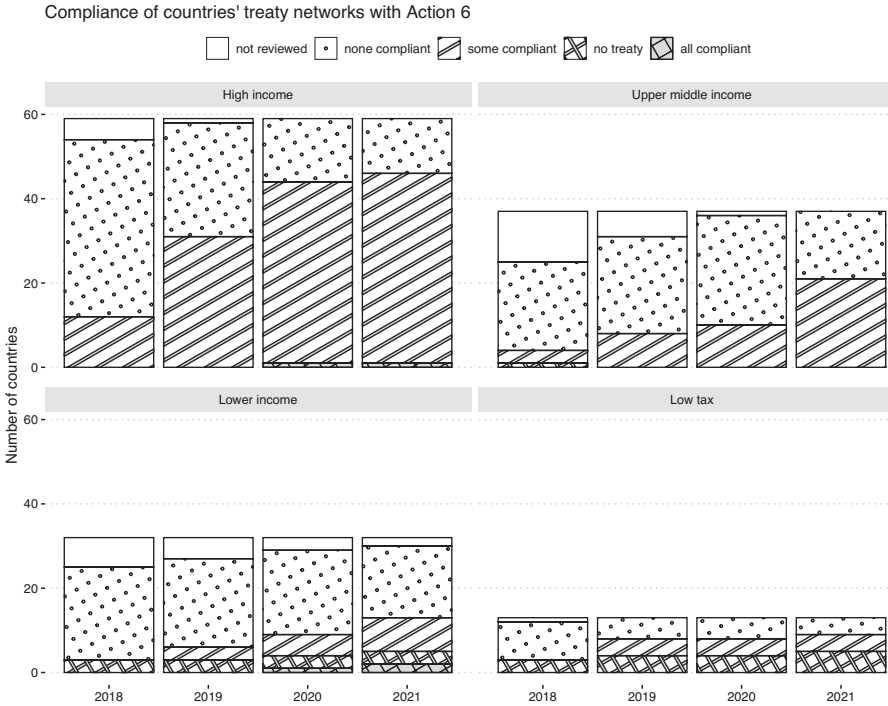 Compliance of countries' treaty networks with Action 6
not reviewed none compliant some compliant no treaty all compliant
High income Upper middle income
60
40
20
0
Number of countries
Lower income Low tax
60
40
20
0
2018 2019 2020 2021 2018 2019 2020 2021